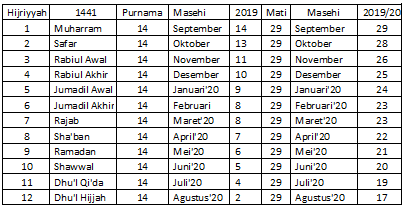 Hijriyyah 1441 Purnama Masehi 2019 Mati Masehi 2019/20
1 Muharram 14 September 14 29 September 29
2 Safar 14 Oktober 13 29 Oktober 28
3 Rabiul Awal 14 November 11 29 November 26
4 Rabiul Akhir 14 Desember 10 29 Desember 25
5 Jumadil Awal 14 Januari'20 9 29 Januari'20 24
6 Jumadil Akhir 14 Februari 8 29 Februari'20 23
7 Rajab 14 Maret'20 8 29 Maret'20 23
8 Sha'ban 14 April'20 7 29 April'20 22
9 Ramadan 14 Mei'20 6 29 Mei'20 21
10 Shawwal 14 Juni'20 5 29 Juni'20 20
11 Dhu'l Qi'da 14 Juli'20 4 29 Juli'20 19
12 Dhu'l Hijjah 14 Agustus'20 2 29 Agustus'20 17